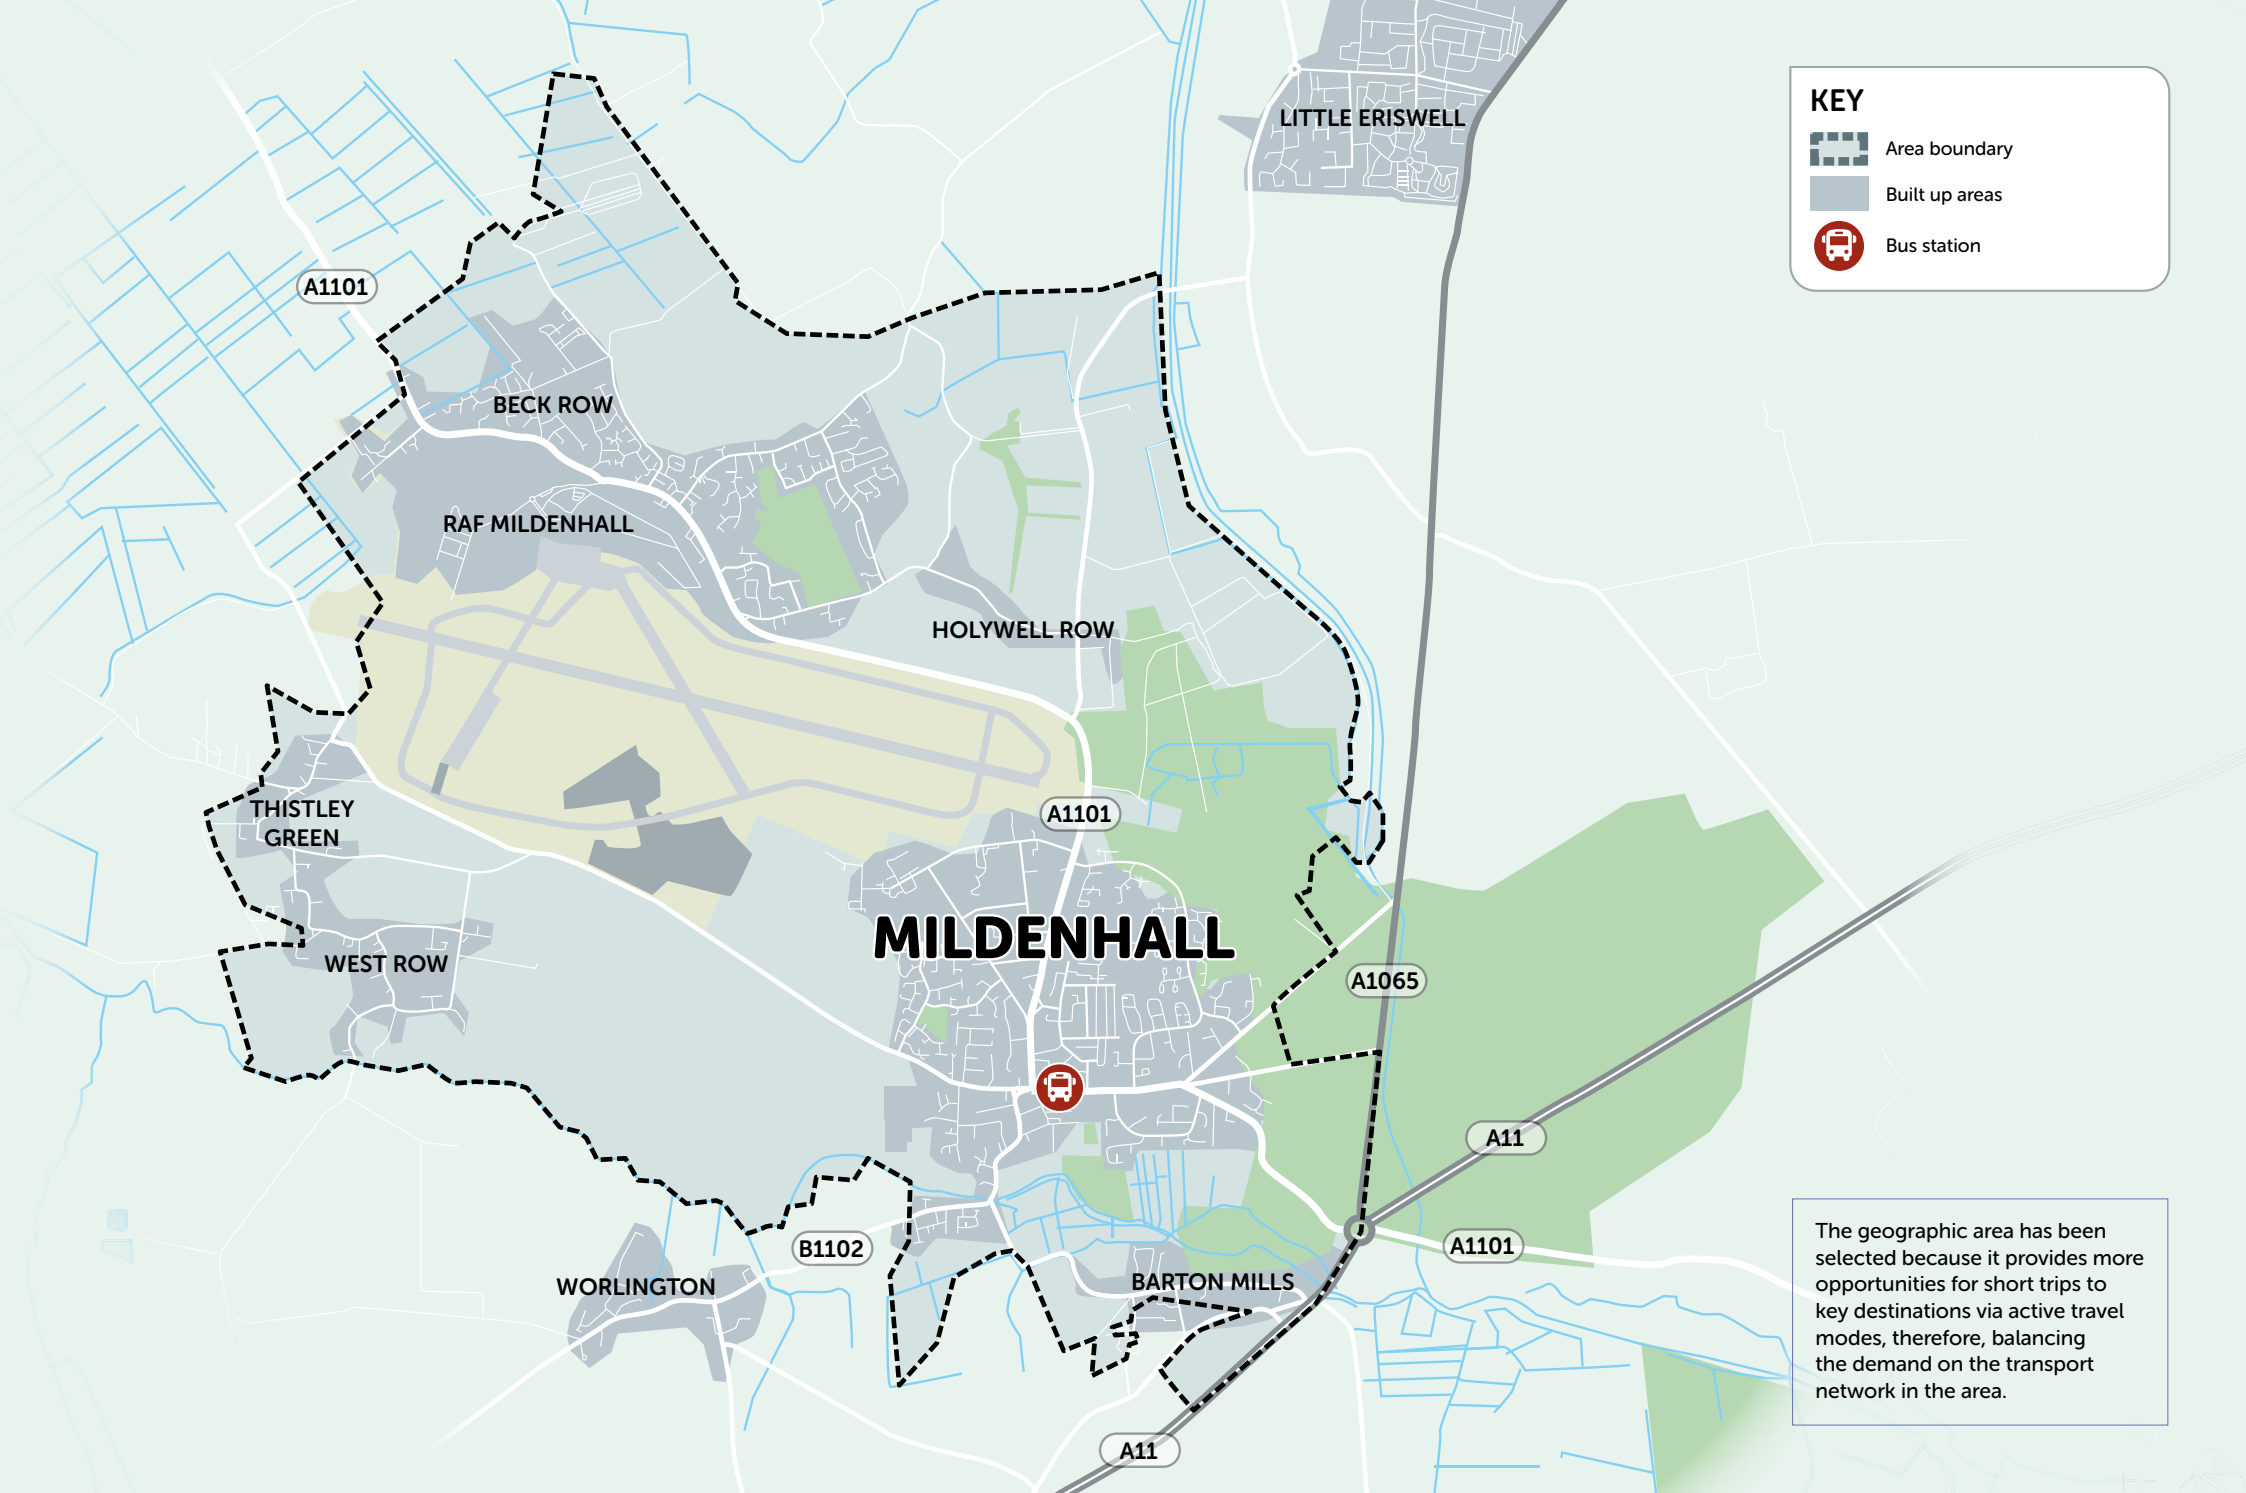 LITTLE ERISWELL
KEY
Area boundary
Built up areas
Bus station
A1101
BECK ROW
RAF MILDENHALL
HOLYWELL ROW
THISTLEY
GREEN
A1101
MILDENHALL
WEST ROW
A1065
A11
B1102
A1101
WORLINGTON
BARTON MILLS
A11
The geographic area has been
selected because it provides more
opportunities for short trips to
key destinations via active travel
modes, therefore, balancing
the demand on the transport
network in the area.